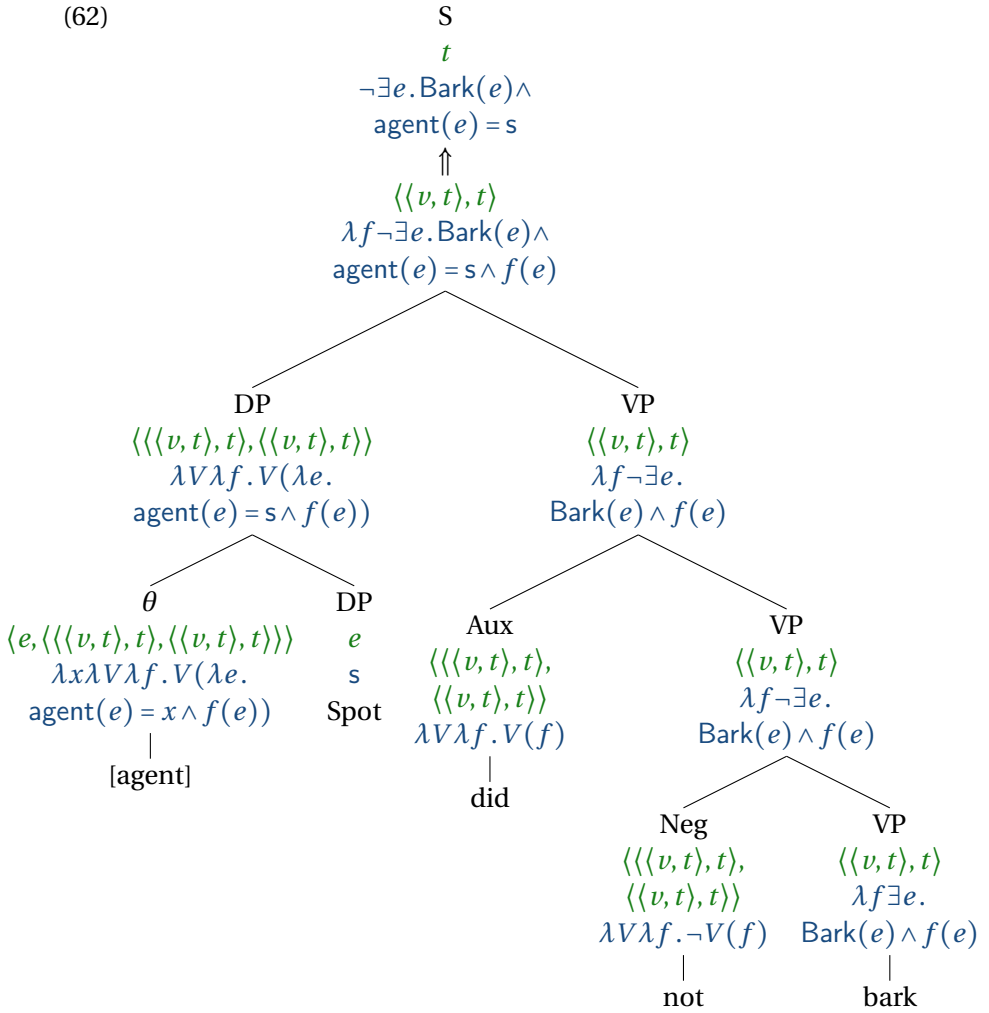 (62)
S
t
¬∃e.Bark(e)∧
agent(e) = s
⇑
⟨⟨v, t⟩, t⟩
λf¬∃e.Bark(e)∧
agent(e) = s ∧ f(e)
DP
⟨⟨⟨v, t⟩, t⟩,⟨⟨v, t⟩, t⟩⟩
λVλf.V(λe.
agent(e) = s ∧ f(e))
VP
⟨⟨v, t⟩, t⟩
λf¬∃e.
Bark(e) ∧ f(e)
θ
⟨e,⟨⟨⟨v, t⟩, t⟩,⟨⟨v, t⟩, t⟩⟩⟩
λxλVλf.V(λe.
agent(e) = x ∧ f(e))
[agent]
DP
e
s
Spot
Aux
⟨⟨⟨v, t⟩, t⟩,
⟨⟨v, t⟩, t⟩⟩
λVλf.V(f)
did
VP
⟨⟨v, t⟩, t⟩
λf¬∃e.
Bark(e) ∧ f(e)
Neg
⟨⟨⟨v, t⟩, t⟩,
⟨⟨v, t⟩, t⟩⟩
λVλf.¬V(f)
not
VP
⟨⟨v, t⟩, t⟩
λf∃e.
Bark(e) ∧ f(e)
bark